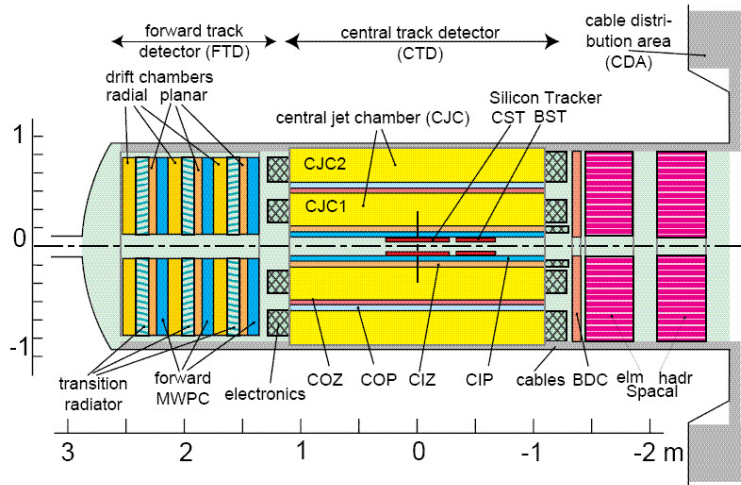 forward track
detector (FTD)
central track detector
(CTD)
cable distri-
bution area
(CDA)
drift chambers
radial planar
central jet chamber (CJC)
Silicon Tracker
CST BST
CJC2
CJC1
1
0
-1
transition
radiator
forward
MWPC
electronics
COZ
COP
CIZ
CIP
cables
BDC
elm hadr
Spacal
3 2 1 0 -1 -2 m